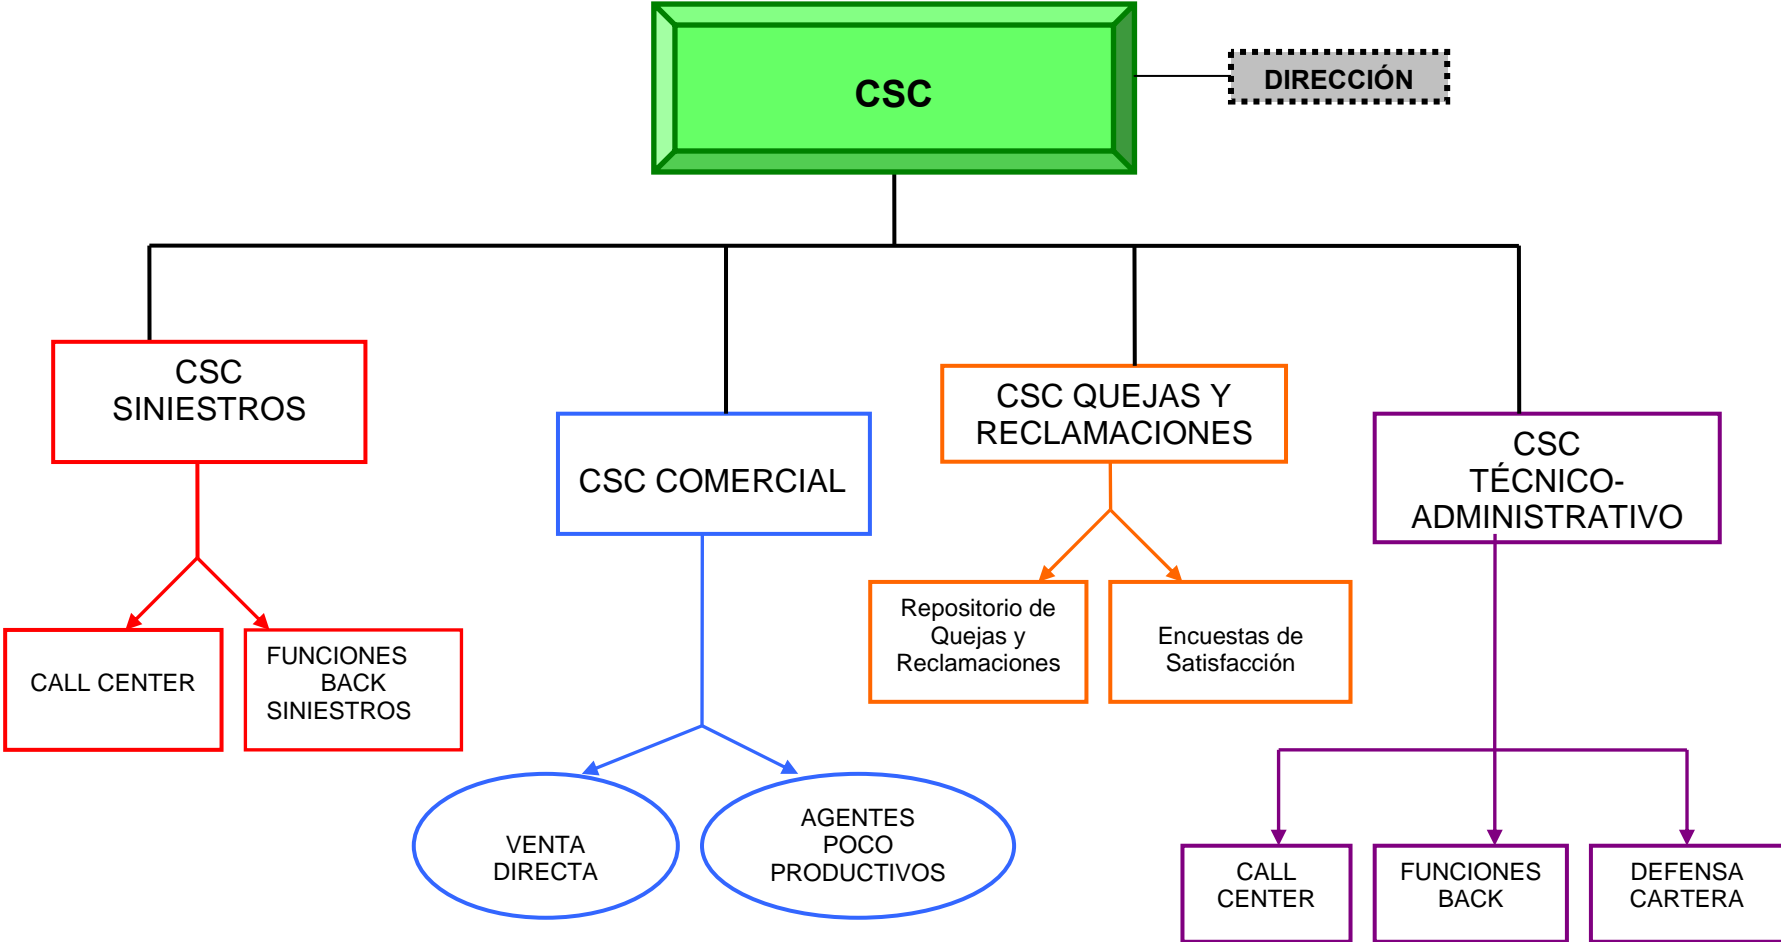 CSC
DIRECCIÓN
CSC
SINIESTROS
CSC COMERCIAL
CSC QUEJAS Y
RECLAMACIONES
CSC
TÉCNICO-
ADMINISTRATIVO
CALL CENTER
FUNCIONES
BACK
SINIESTROS
Repositorio de
Quejas y
Reclamaciones
Encuestas de
Satisfacción
VENTA
DIRECTA
AGENTES
POCO
PRODUCTIVOS
CALL
CENTER
FUNCIONES
BACK
DEFENSA
CARTERA